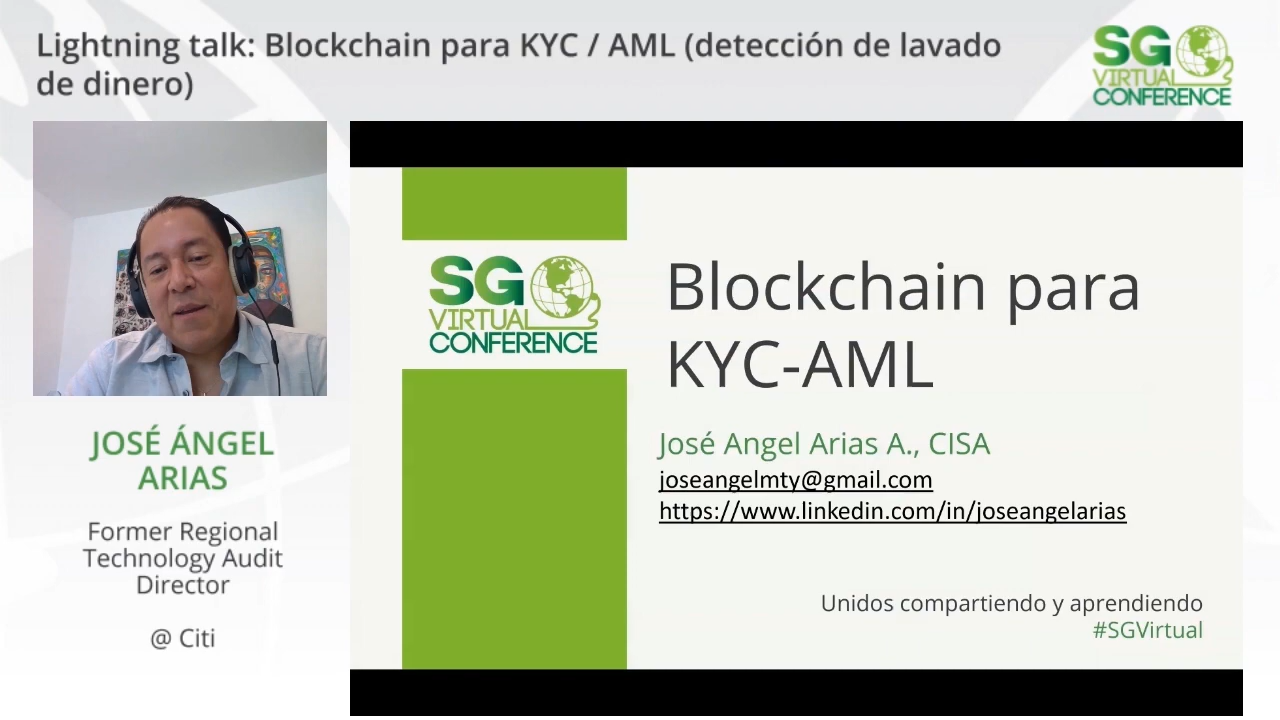 Lightning talk: Blockchain para KYC / AML (detección de lavado
de dinero)
SG
VIRTUAL
CONFERENCE
JOSÉ ÁNGEL
ARIAS
Former Regional
Technology Audit
Director
@ Citi
SG
VIRTUAL
CONFERENCE
Blockchain para
KYC-AML
José Angel Arias A., CISA
joseangelmty@gmail.com
https://www.linkedin.com/in/joseangelarias
Unidos compartiendo y aprendiendo
#SGVirtual